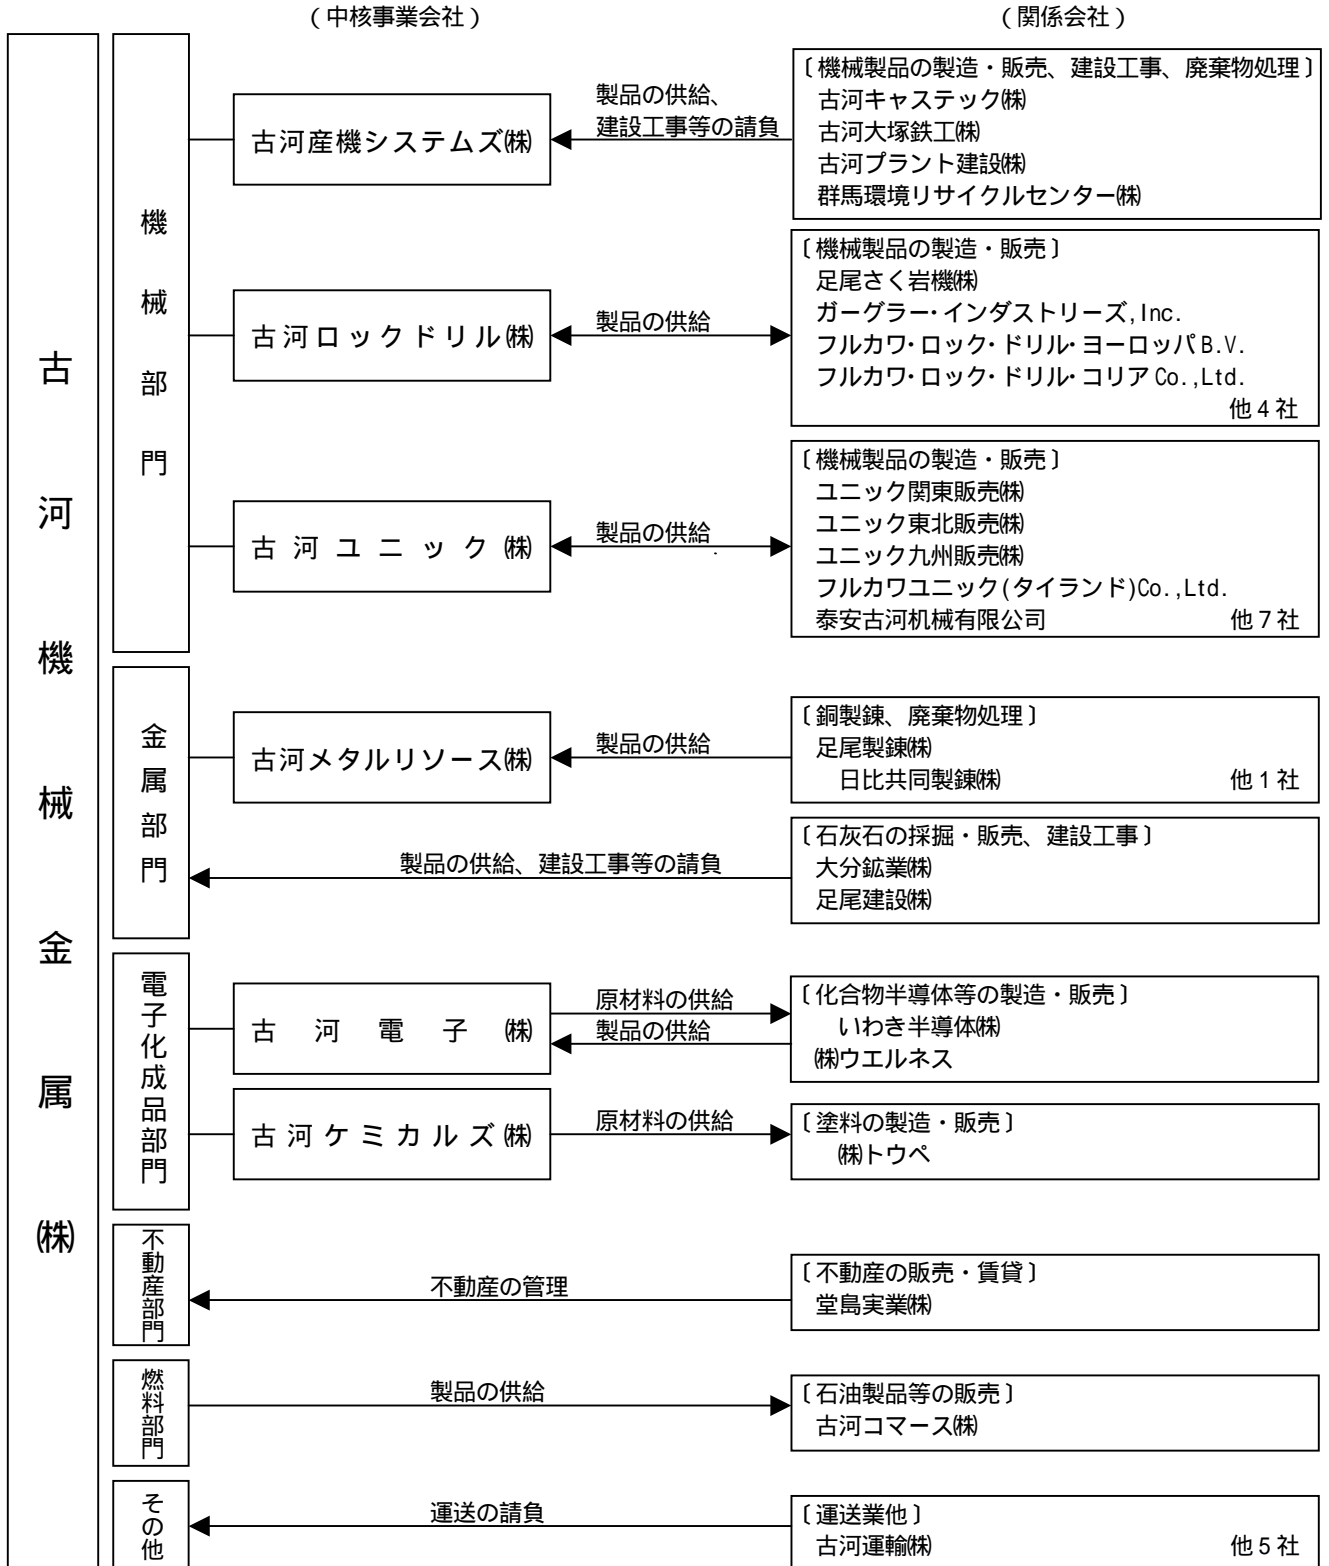 (中核事業会社)
(関係会社)
古河機械金属㈱
機械部門
古河産機システムズ㈱
製品の供給、
建設工事等の請負
〔機械製品の製造・販売、建設工事、廃棄物処理〕
古河キャステック㈱
古河大塚鉄工㈱
古河プラント建設㈱
群馬環境リサイクルセンター㈱
古河ロックドリル㈱
製品の供給
〔機械製品の製造・販売〕
足尾さく岩機㈱
ガーグラー・インダストリーズ,Inc.
フルカワ・ロック・ドリル・ヨーロッパB.V.
フルカワ・ロック・ドリル・コリアCo.,Ltd.
他4社
古河ユニック㈱
製品の供給
〔機械製品の製造・販売〕
ユニック関東販売㈱
ユニック東北販売㈱
ユニック九州販売㈱
フルカワユニック(タイランド)Co.,Ltd.
泰安古河机械有限公司 他7社
金属部門
古河メタルリソース㈱
製品の供給
〔銅製錬、廃棄物処理〕
足尾製錬㈱
日比共同製錬㈱ 他1社
製品の供給、建設工事等の請負
〔石灰石の採掘・販売、建設工事〕
大分鉱業㈱
足尾建設㈱
電子化成品部門
古河電子㈱
原材料の供給
製品の供給
〔化合物半導体等の製造・販売〕
いわき半導体㈱
㈱ウエルネス
古河ケミカルズ㈱
原材料の供給
〔塗料の製造・販売〕
㈱トウペ
不動産部門
不動産の管理
〔不動産の販売・賃貸〕
堂島実業㈱
燃料部門
製品の供給
〔石油製品等の販売〕
古河コマース㈱
その他
運送の請負
〔運送業他〕
古河運輸㈱ 他5社